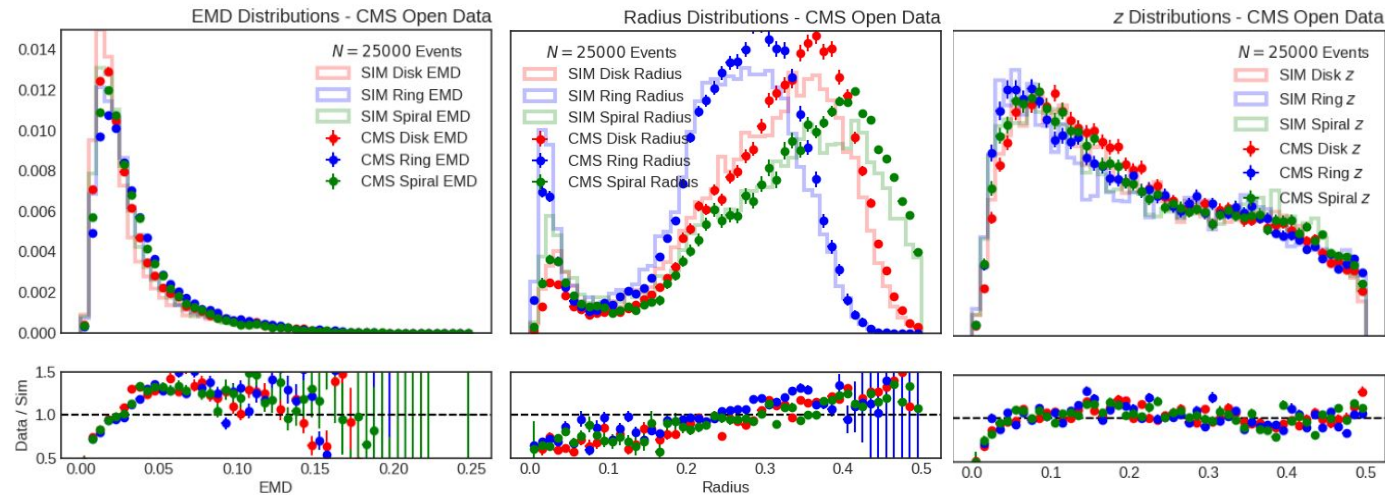 EMD Distributions - CMS Open Data
0.014
0.012
0.010
0.008
0.006
0.004
0.002
0.000
N = 25000 Events
SIM Disk EMD
SIM Ring EMD
SIM Spiral EMD
CMS Disk EMD
CMS Ring EMD
CMS Spiral EMD
Data / Sim
1.5
1.0
0.5
0.00 0.05 0.10 0.15 0.20 0.25
EMD
Radius Distributions - CMS Open Data
N = 25000 Events
SIM Disk Radius
SIM Ring Radius
SIM Spiral Radius
CMS Disk Radius
CMS Ring Radius
CMS Spiral Radius
0.0 0.1 0.2 0.3 0.4 0.5
Radius
z Distributions - CMS Open Data
N = 25000 Events
SIM Disk z
SIM Ring z
SIM Spiral z
CMS Disk z
CMS Ring z
CMS Spiral z
0.0 0.1 0.2 0.3 0.4 0.5